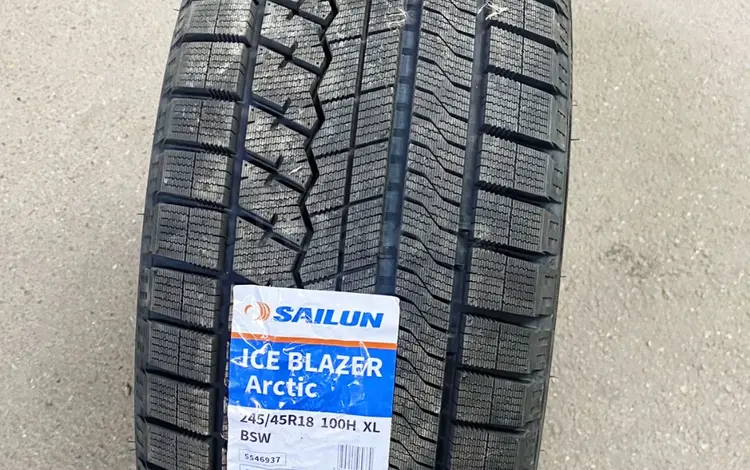 SAILUN
ICE BLAZER
Arctic
245/45R18 100H XL
BSW
5546937